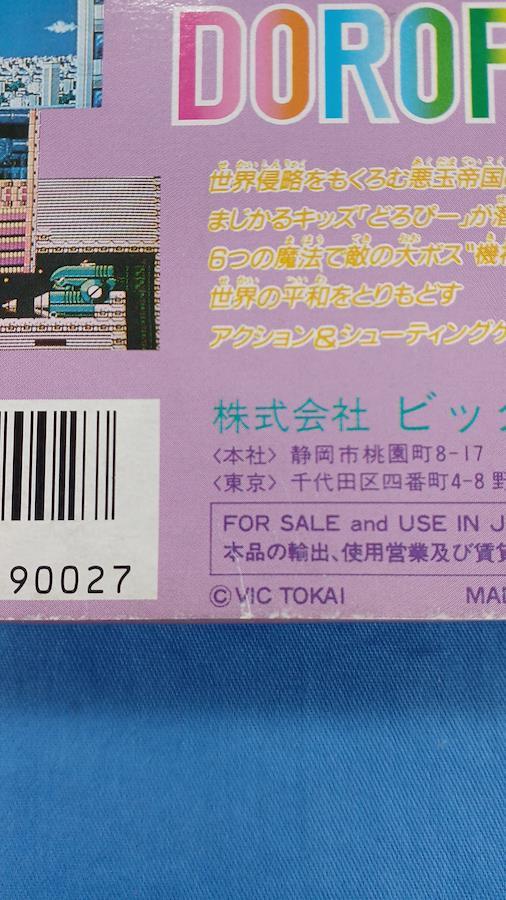 DOROP
世界侵略をもくろむ悪玉帝国
まじかるキッズ「どろぴー」が
6つの魔法で敵の大ボス"機
世界の平和をとりもどす
アクション&シューティングゲ
株式会社 ビック
〈本社〉 静岡市桃園町8-17
〈東京〉 千代田区四番町4-8 野
FOR SALE and USE IN J
本品の輸出、使用営業及び賃貸
90027
©VIC TOKAI MAD